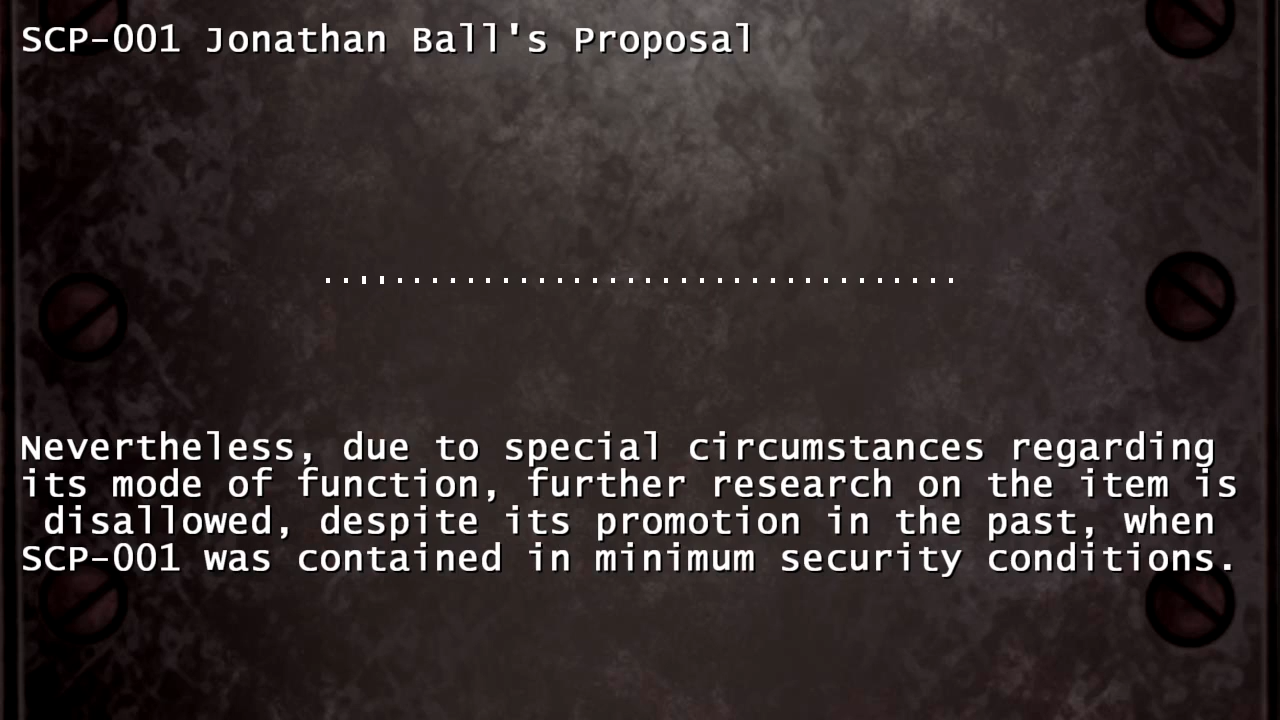 SCP-001 Jonathan Ball's Proposal
Nevertheless, due to special circumstances regarding
its mode of function, further research on the item is
disallowed, despite its promotion in the past, when
SCP-001 was contained in minimum security conditions.